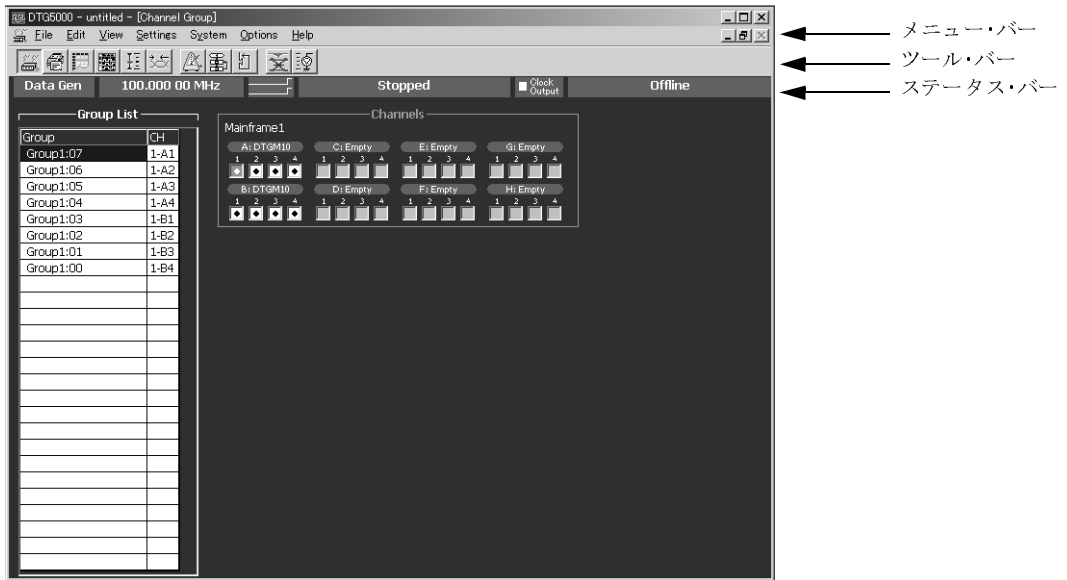 DTG5000 - untitled - [Channel Group]
File Edit View Settings System Options Help
メニュー・バー
ツール・バー
Data Gen 100.000 00 MHz Stopped Clock Output Offline
ステータス・バー
Group List
Group CH
Group1:07 1-A1
Group1:06 1-A2
Group1:05 1-A3
Group1:04 1-A4
Group1:03 1-B1
Group1:02 1-B2
Group1:01 1-B3
Group1:00 1-B4
Channels
Mainframe1
A: DTGM10 C: Empty E: Empty G: Empty
1 2 3 4 1 2 3 4 1 2 3 4 1 2 3 4
B: DTGM10 D: Empty F: Empty H: Empty
1 2 3 4 1 2 3 4 1 2 3 4 1 2 3 4